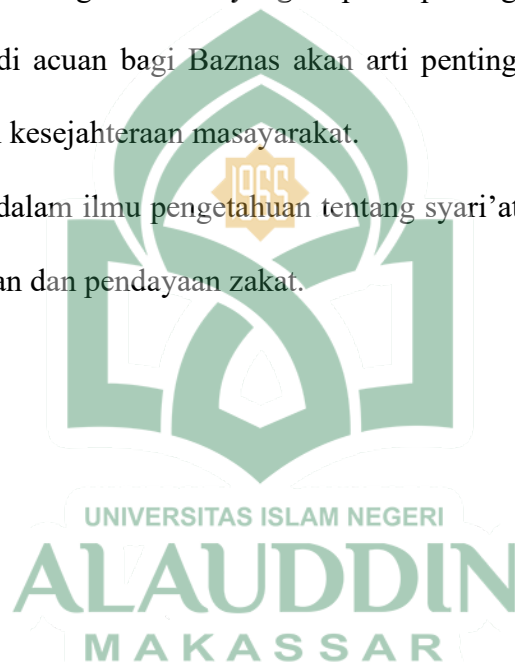 di acuan bagi Baznas akan arti penting
kesejahteraan masayarakat.
1965
dalam ilmu pengetahuan tentang syari’at
an dan pendayaan zakat.
UNIVERSITAS ISLAM NEGERI
ALAUDDIN
MAKASSAR